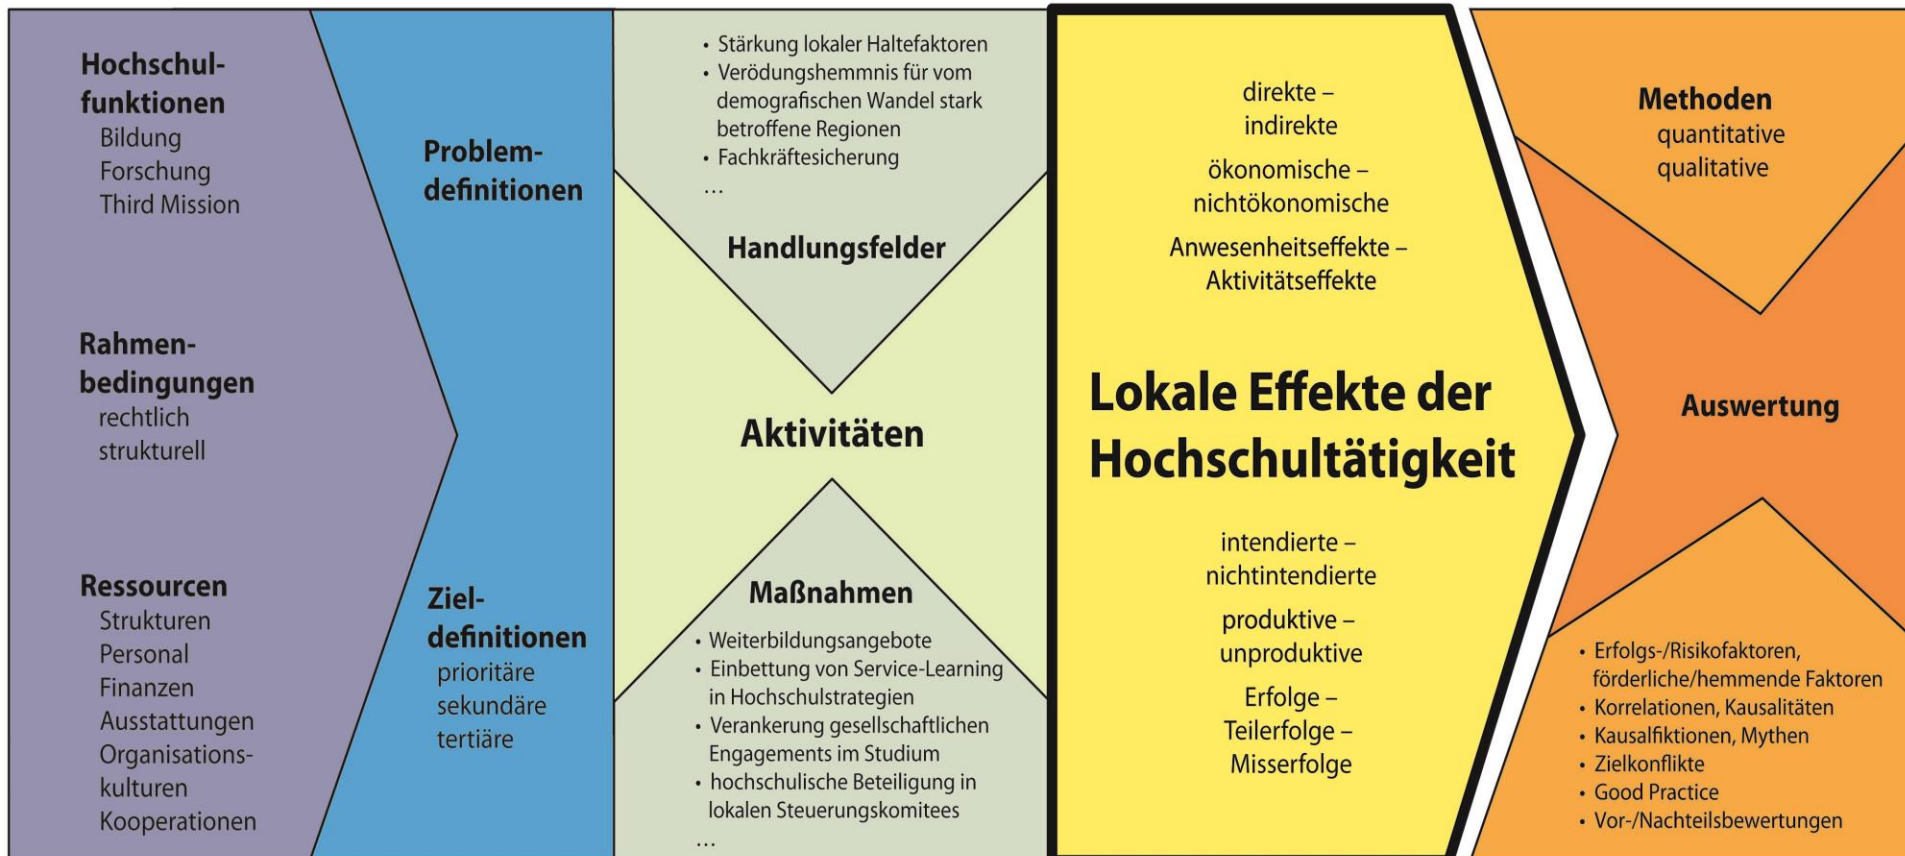 Hochschul-
funktionen
Bildung
Forschung
Third Mission
Rahmen-
bedingungen
rechtlich
strukturell
Ressourcen
Strukturen
Personal
Finanzen
Ausstattungen
Organisations-
kulturen
Kooperationen
Problem-
definitionen
Ziel-
definitionen
prioritäre
sekundäre
tertiäre
• Stärkung lokaler Haltefaktoren
• Verödungshemmnis für vom
demografischen Wandel stark
betroffene Regionen
• Fachkräftesicherung
…
Handlungsfelder
Aktivitäten
Maßnahmen
• Weiterbildungsangebote
• Einbettung von Service-Learning
in Hochschulstrategien
• Verankerung gesellschaftlichen
Engagements im Studium
• hochschulische Beteiligung in
lokalen Steuerungskomitees
…
direkte –
indirekte
ökonomische –
nichtökonomische
Anwesenheitseffekte –
Aktivitätseffekte
Lokale Effekte der
Hochschultätigkeit
intendierte –
nichtintendierte
produktive –
unproduktive
Erfolge –
Teilerfolge –
Misserfolge
Methoden
quantitative
qualitative
Auswertung
• Erfolgs-/Risikofaktoren,
förderliche/hemmende Faktoren
• Korrelationen, Kausalitäten
• Kausalfiktionen, Mythen
• Zielkonflikte
• Good Practice
• Vor-/Nachteilsbewertungen